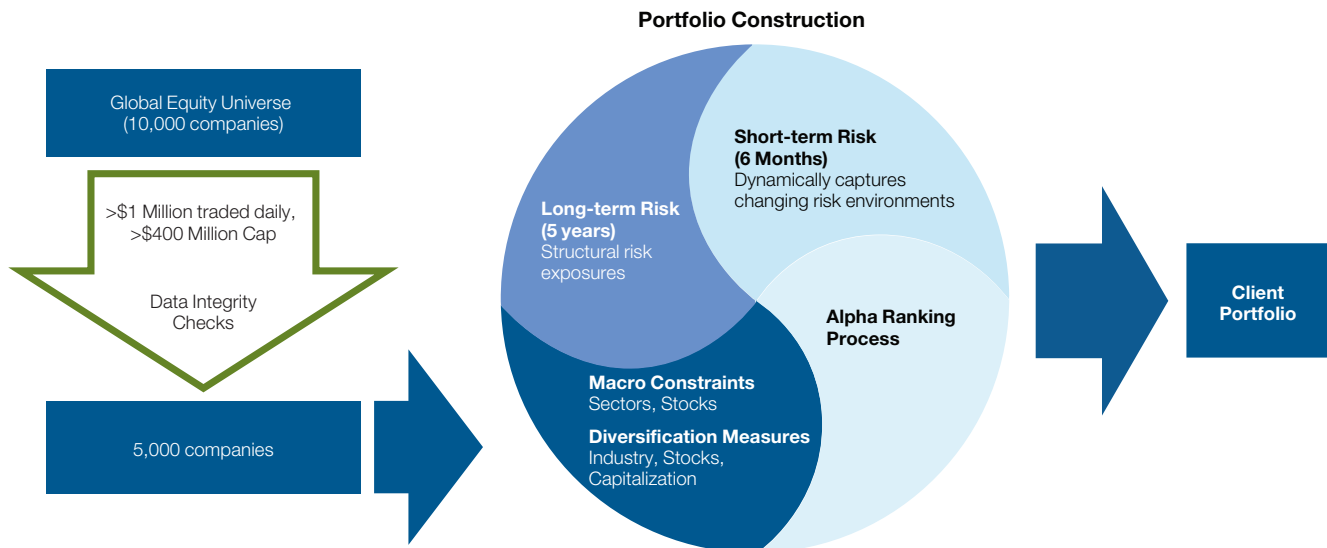 Portfolio Construction
Global Equity Universe
(10,000 companies)
>$1 Million traded daily,
>$400 Million Cap
Data Integrity
Checks
5,000 companies
Long-term Risk
(5 years)
Structural risk
exposures
Short-term Risk
(6 Months)
Dynamically captures
changing risk environments
Alpha Ranking
Process
Macro Constraints
Sectors, Stocks
Diversification Measures
Industry, Stocks,
Capitalization
Client
Portfolio